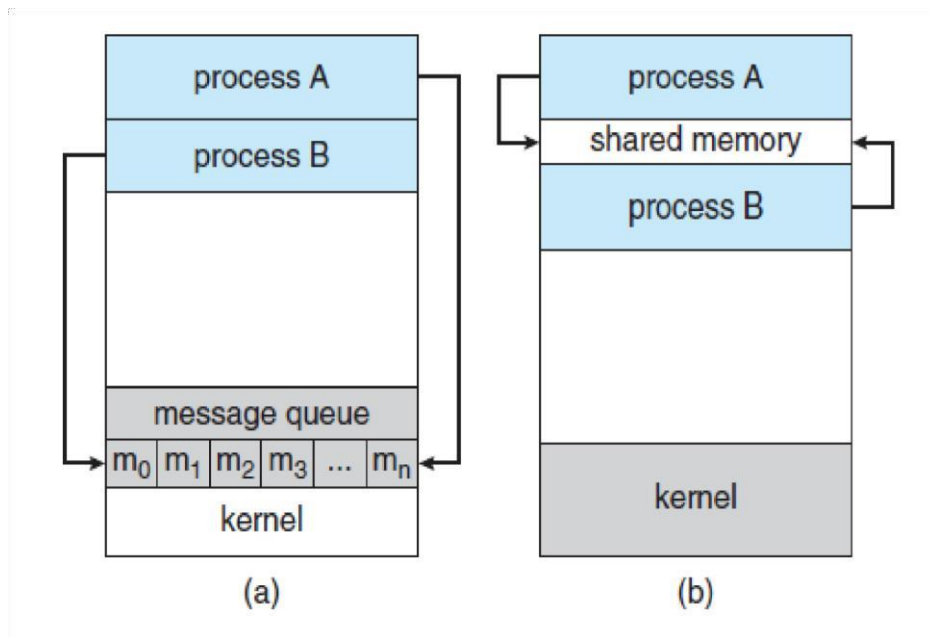 process A
process B
message queue
m₀ m₁ m₂ m₃ ... mₙ
kernel
(a)
process A
shared memory
process B
kernel
(b)